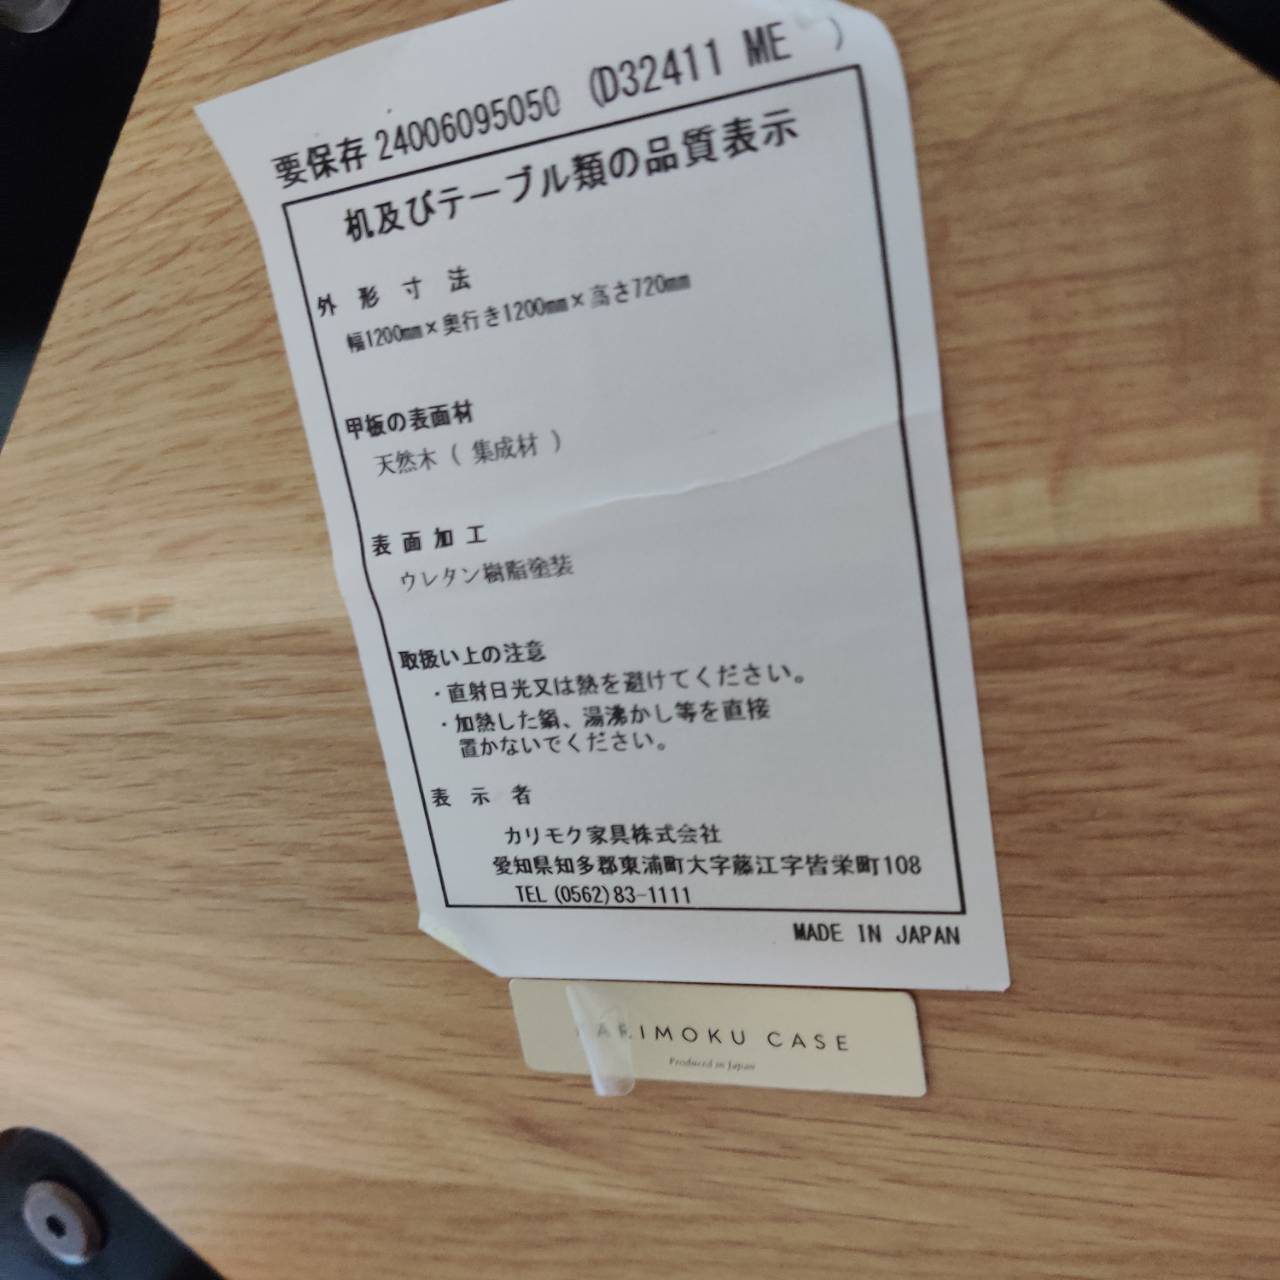 要保存 24006095050 (D32411 ME )
机及びテーブル類の品質表示
外形寸法
幅1200mm×奥行き1200mm×高さ720mm
甲板の表面材
天然木( 集成材 )
表面加工
ウレタン樹脂塗装
取扱い上の注意
・直射日光又は熱を避けてください。
・加熱した鍋、湯沸かし等を直接
置かないでください。
表示者
カリモク家具株式会社
愛知県知多郡東浦町大字藤江字皆栄町108
TEL (0562)83-1111
MADE IN JAPAN
KARIMOKU CASE
Produced in Japan